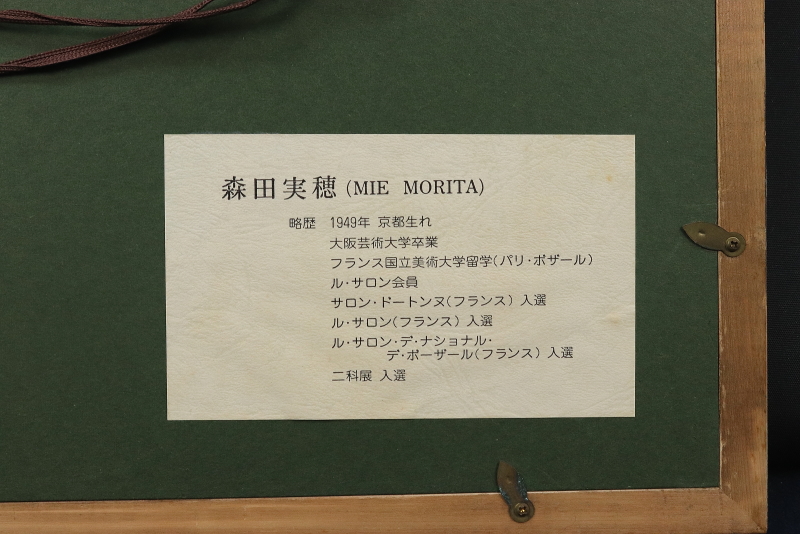 森田実穂 (MIE MORITA)
略歴 1949年 京都生れ
大阪芸術大学卒業
フランス国立美術大学留学(パリ・ボザール)
ル・サロン会員
サロン・ドートンヌ(フランス) 入選
ル・サロン(フランス) 入選
ル・サロン・デ・ナショナル・
デ・ボーザール(フランス) 入選
二科展 入選